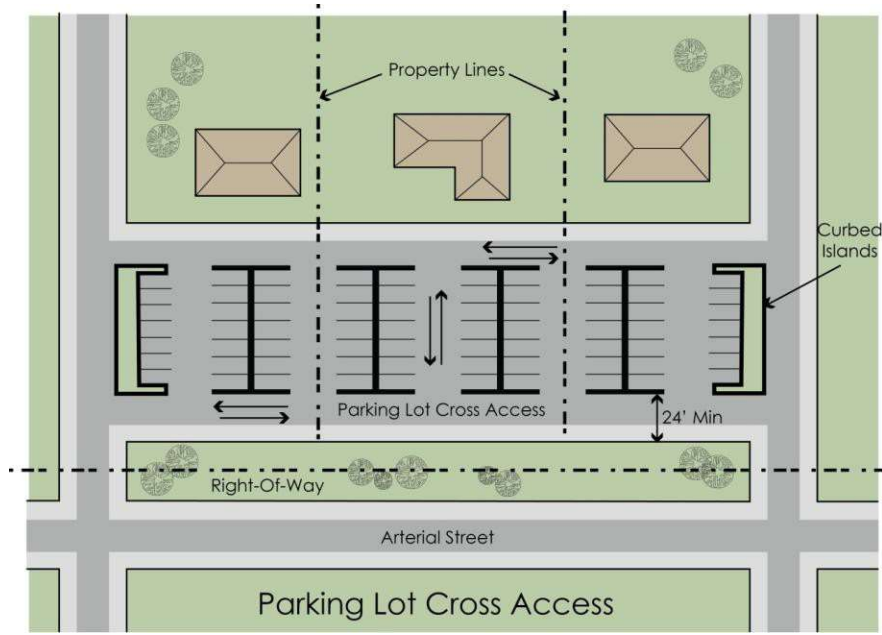 Property Lines
Curbed
Islands
Parking Lot Cross Access
24' Min
Right-Of-Way
Arterial Street
Parking Lot Cross Access